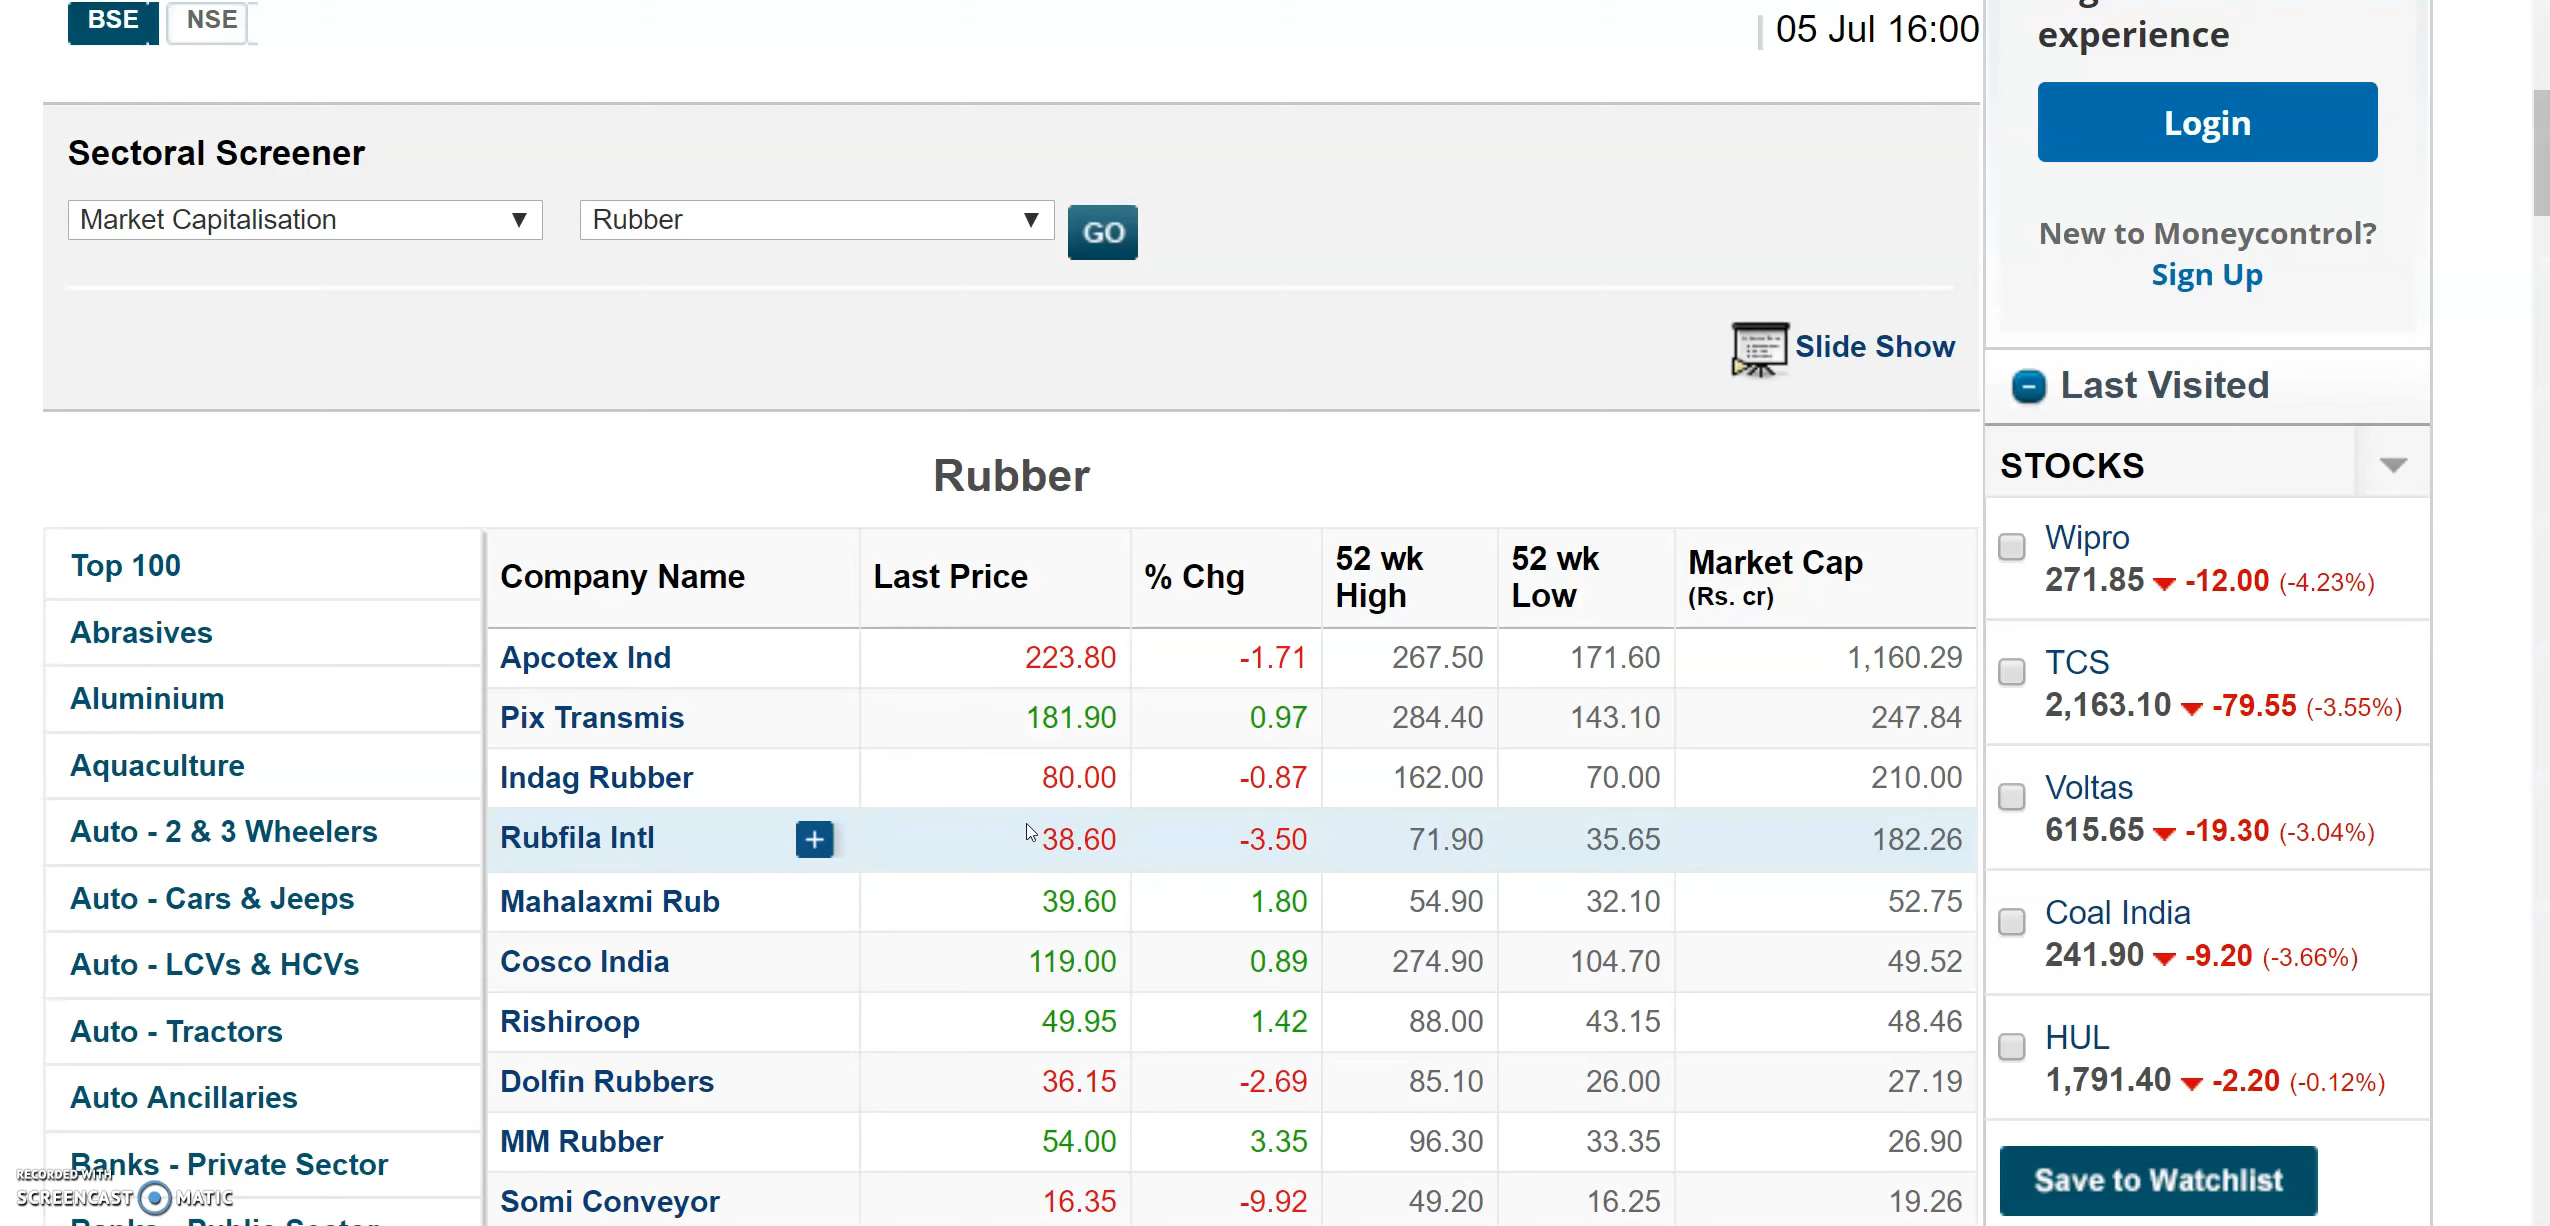 BSE NSE
05 Jul 16:00
experience
Login
New to Moneycontrol?
Sign Up
Sectoral Screener
Market Capitalisation Rubber GO
Slide Show
Last Visited
STOCKS
Wipro
271.85 -12.00 (-4.23%)
TCS
2,163.10 -79.55 (-3.55%)
Voltas
615.65 -19.30 (-3.04%)
Coal India
241.90 -9.20 (-3.66%)
HUL
1,791.40 -2.20 (-0.12%)
Save to Watchlist
Rubber
Top 100
Abrasives
Aluminium
Aquaculture
Auto - 2 & 3 Wheelers
Auto - Cars & Jeeps
Auto - LCVs & HCVs
Auto - Tractors
Auto Ancillaries
Banks - Private Sector
Banks - Public Sector
Company Name Last Price % Chg 52 wk High 52 wk Low Market Cap (Rs. cr)
Apcotex Ind 223.80 -1.71 267.50 171.60 1,160.29
Pix Transmis 181.90 0.97 284.40 143.10 247.84
Indag Rubber 80.00 -0.87 162.00 70.00 210.00
Rubfila Intl + 38.60 -3.50 71.90 35.65 182.26
Mahalaxmi Rub 39.60 1.80 54.90 32.10 52.75
Cosco India 119.00 0.89 274.90 104.70 49.52
Rishiroop 49.95 1.42 88.00 43.15 48.46
Dolfin Rubbers 36.15 -2.69 85.10 26.00 27.19
MM Rubber 54.00 3.35 96.30 33.35 26.90
Somi Conveyor 16.35 -9.92 49.20 16.25 19.26
RECORDED WITH
SCREENCAST MATIC